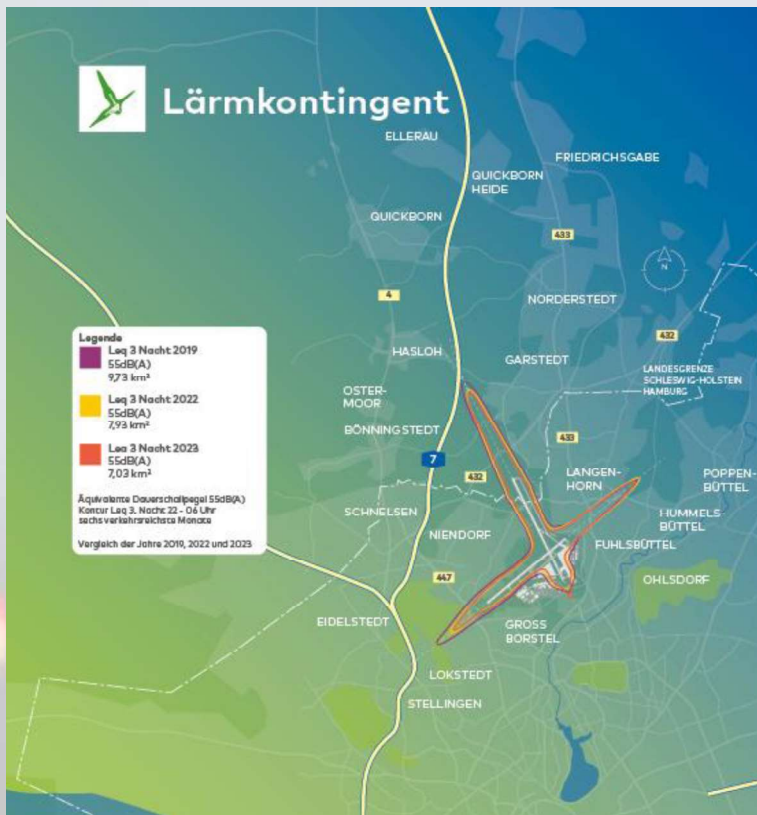 Lärmkontingent
ELLERAU
FRIEDRICHSGABE
QUICKBORN
HEIDE
QUICKBORN
433
N
4
NORDERSTEDT
432
HASLOH
GARSTEDT
LANDESGRENZE
SCHLESWIG-HOLSTEIN
HAMBURG
Legende
Leq 3 Nacht 2019
55dB(A)
9,73 km²
Leq 3 Nacht 2022
55dB(A)
7,93 km²
Leq 3 Nacht 2023
55dB(A)
7,03 km²
Äquivalente Dauerschallpegel 55dB(A)
Kontur Leq 3. Nacht 22 - 06 Uhr
sechs verkehrsreichste Monate
Vergleich der Jahre 2019, 2022 und 2023
OSTER-
MOOR
BÖNNINGSTEDT
433
7
432
LANGEN-
HORN
POPPEN-
BÜTTEL
SCHNELSEN
HUMMELS
BÜTTEL
NIENDORF
FUHLSBÜTTEL
447
OHLSDORF
EIDELSTEDT
GROSS
BORSTEL
LOKSTEDT
STELLINGEN